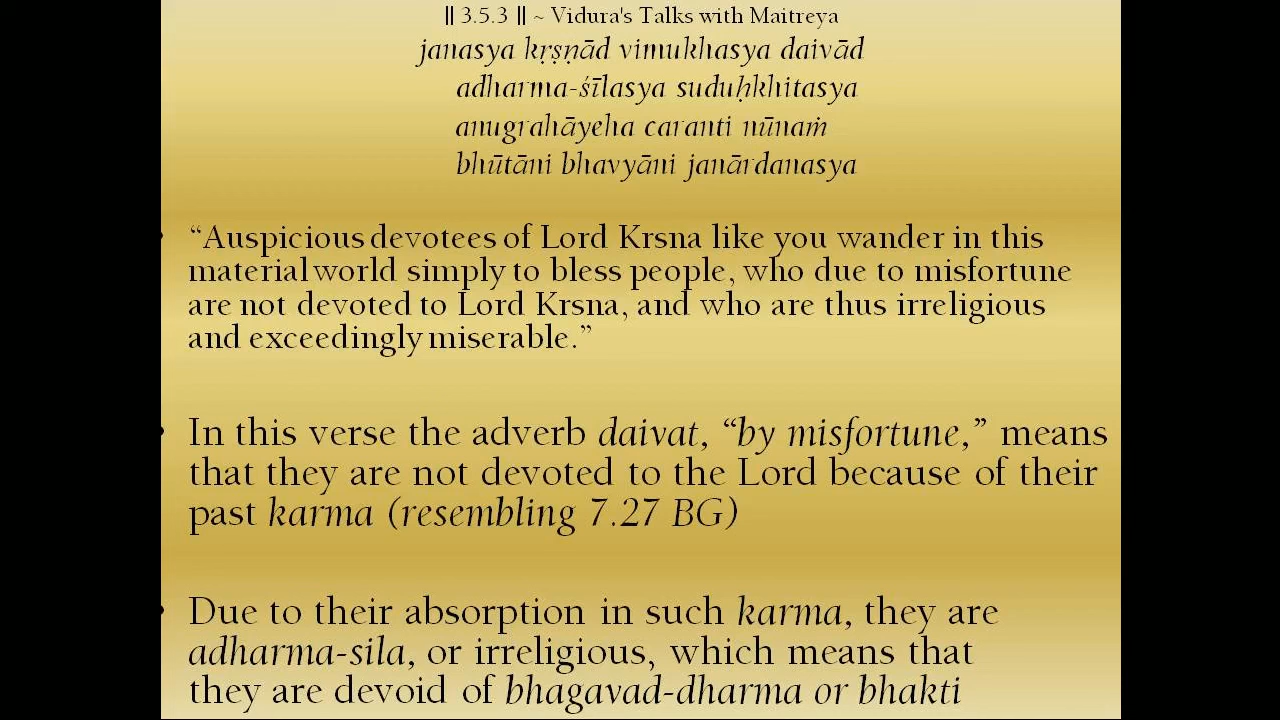 || 3.5.3 || ~ Vidura's Talks with Maitreya
janasya kṛṣṇād vimukhasya daivād
adharma-śīlasya suduḥkhitasya
anugrahāyeha caranti nūnaṁ
bhūtāni bhavyāni janārdanasya
• “Auspicious devotees of Lord Krsna like you wander in this
material world simply to bless people, who due to misfortune
are not devoted to Lord Krsna, and who are thus irreligious
and exceedingly miserable.”
• In this verse the adverb daivat, “by misfortune,” means
that they are not devoted to the Lord because of their
past karma (resembling 7.27 BG)
• Due to their absorption in such karma, they are
adharma-sila, or irreligious, which means that
they are devoid of bhagavad-dharma or bhakti